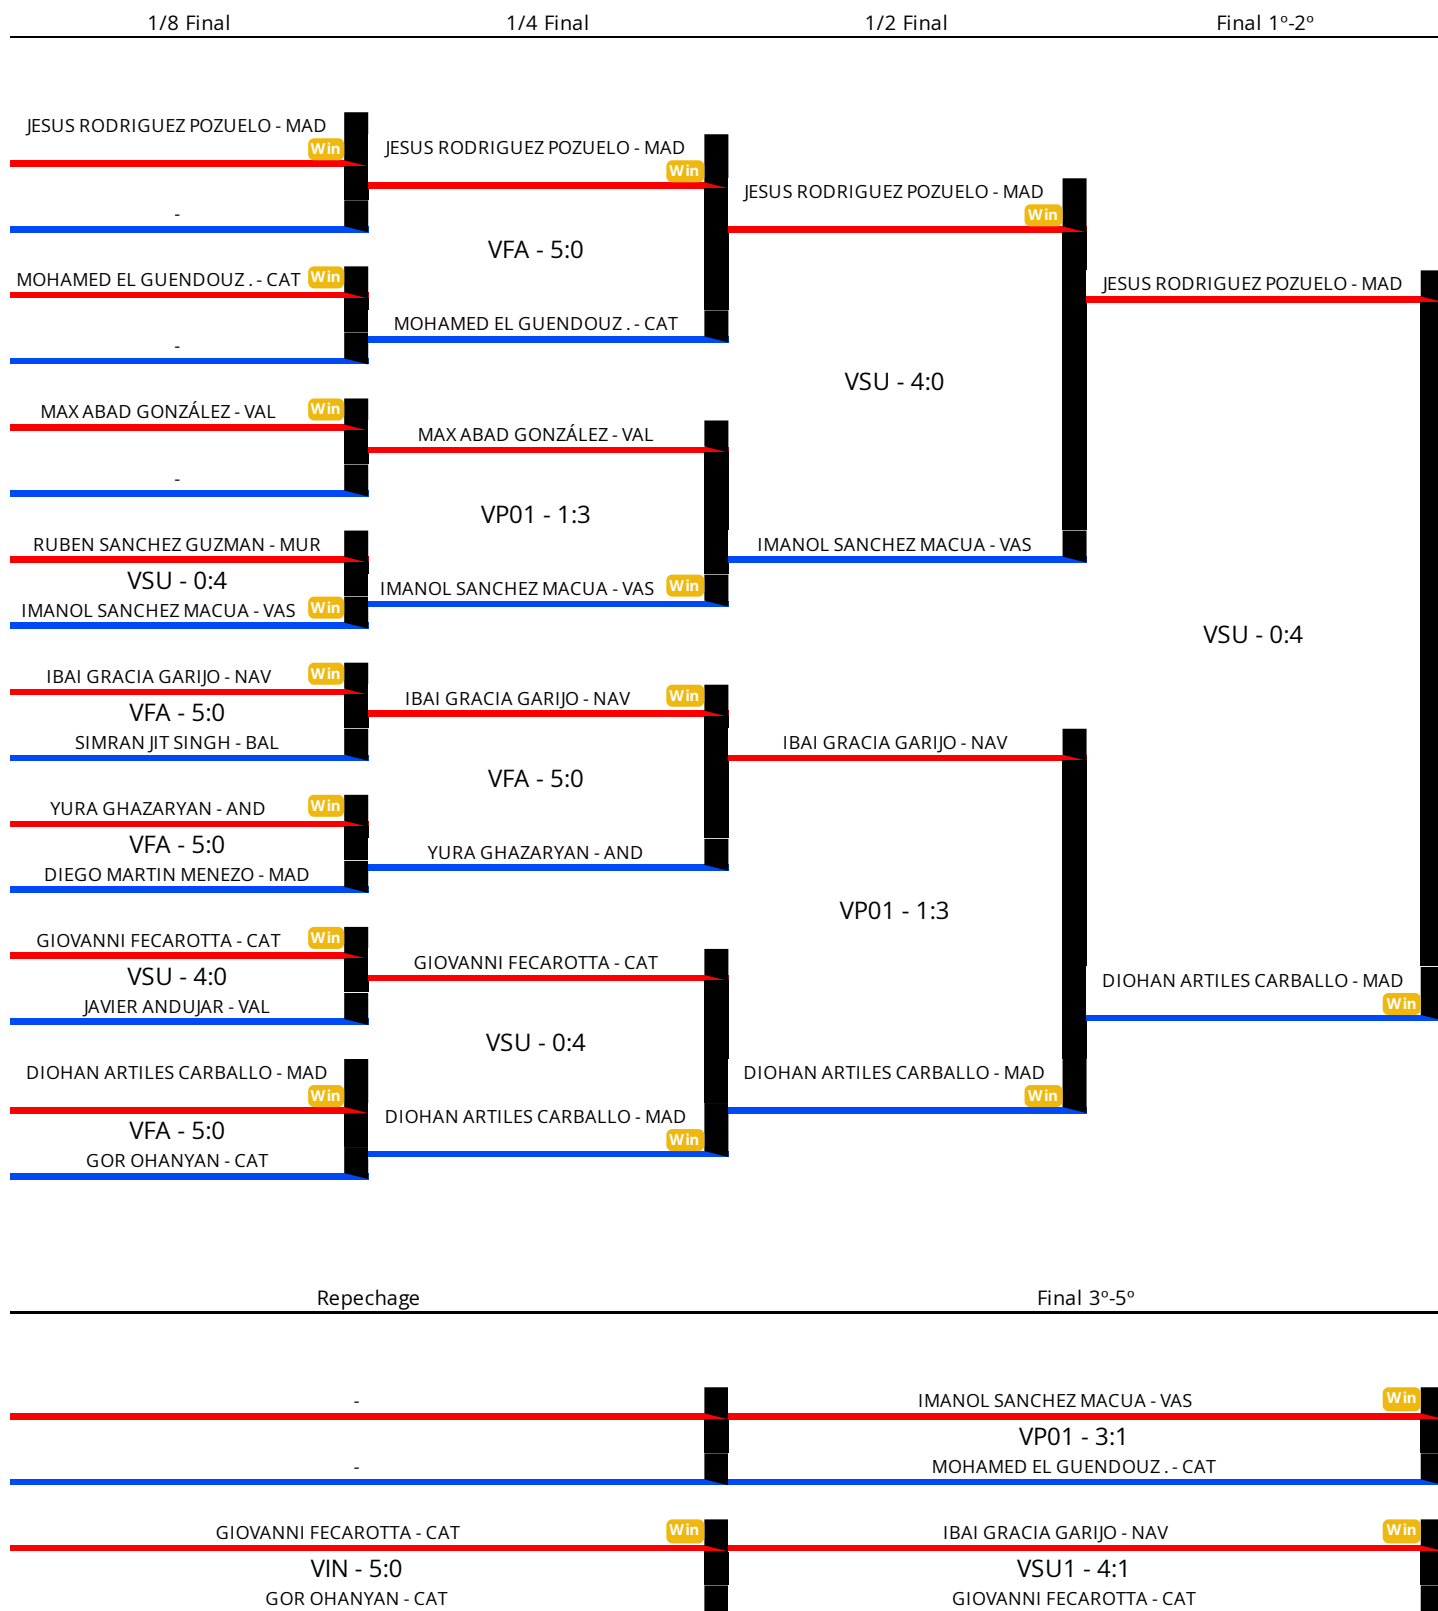 1/8 Final
1/4 Final
1/2 Final
Final 1º-2º
JESUS RODRIGUEZ POZUELO - MAD
Win
-
MOHAMED EL GUENDOUZ . - CAT
Win
-
MAX ABAD GONZÁLEZ - VAL
Win
-
RUBEN SANCHEZ GUZMAN - MUR
VSU - 0:4
IMANOL SANCHEZ MACUA - VAS
Win
IBAI GRACIA GARIJO - NAV
Win
VFA - 5:0
SIMRAN JIT SINGH - BAL
YURA GHAZARYAN - AND
Win
VFA - 5:0
DIEGO MARTIN MENEZO - MAD
GIOVANNI FECAROTTA - CAT
Win
VSU - 4:0
JAVIER ANDUJAR - VAL
DIOHAN ARTILES CARBALLO - MAD
Win
VFA - 5:0
GOR OHANYAN - CAT
JESUS RODRIGUEZ POZUELO - MAD
Win
VFA - 5:0
MOHAMED EL GUENDOUZ . - CAT
MAX ABAD GONZÁLEZ - VAL
VP01 - 1:3
IMANOL SANCHEZ MACUA - VAS
Win
IBAI GRACIA GARIJO - NAV
Win
VFA - 5:0
YURA GHAZARYAN - AND
GIOVANNI FECAROTTA - CAT
VSU - 0:4
DIOHAN ARTILES CARBALLO - MAD
Win
JESUS RODRIGUEZ POZUELO - MAD
Win
VSU - 4:0
IMANOL SANCHEZ MACUA - VAS
IBAI GRACIA GARIJO - NAV
VP01 - 1:3
DIOHAN ARTILES CARBALLO - MAD
Win
JESUS RODRIGUEZ POZUELO - MAD
VSU - 0:4
DIOHAN ARTILES CARBALLO - MAD
Win
Repechage
Final 3º-5º
-
-
GIOVANNI FECAROTTA - CAT
Win
VIN - 5:0
GOR OHANYAN - CAT
IMANOL SANCHEZ MACUA - VAS
Win
VP01 - 3:1
MOHAMED EL GUENDOUZ . - CAT
IBAI GRACIA GARIJO - NAV
Win
VSU1 - 4:1
GIOVANNI FECAROTTA - CAT